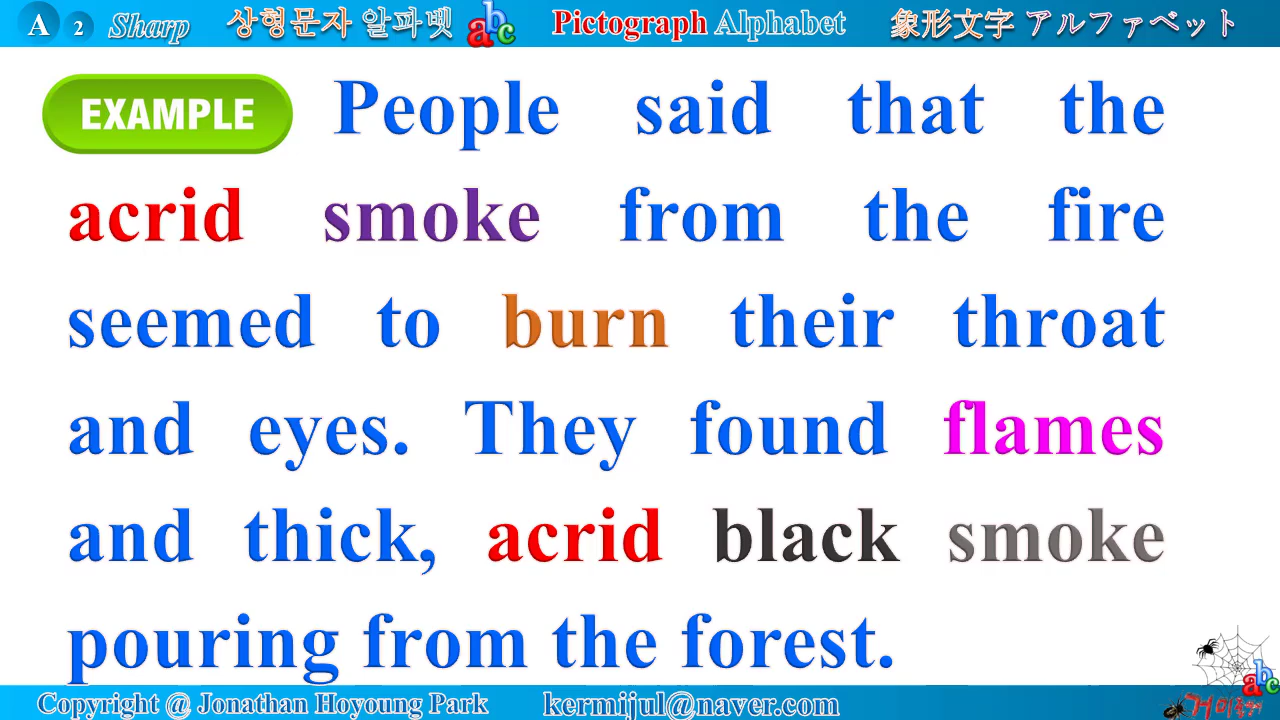 A 2 Sharp 상형문자 알파벳 abc Pictograph Alphabet 象形文字 アルファベット
EXAMPLE People said that the
acrid smoke from the fire
seemed to burn their throat
and eyes. They found flames
and thick, acrid black smoke
pouring from the forest.
abc
Copyright @ Jonathan Hoyoung Park kermijul@naver.com